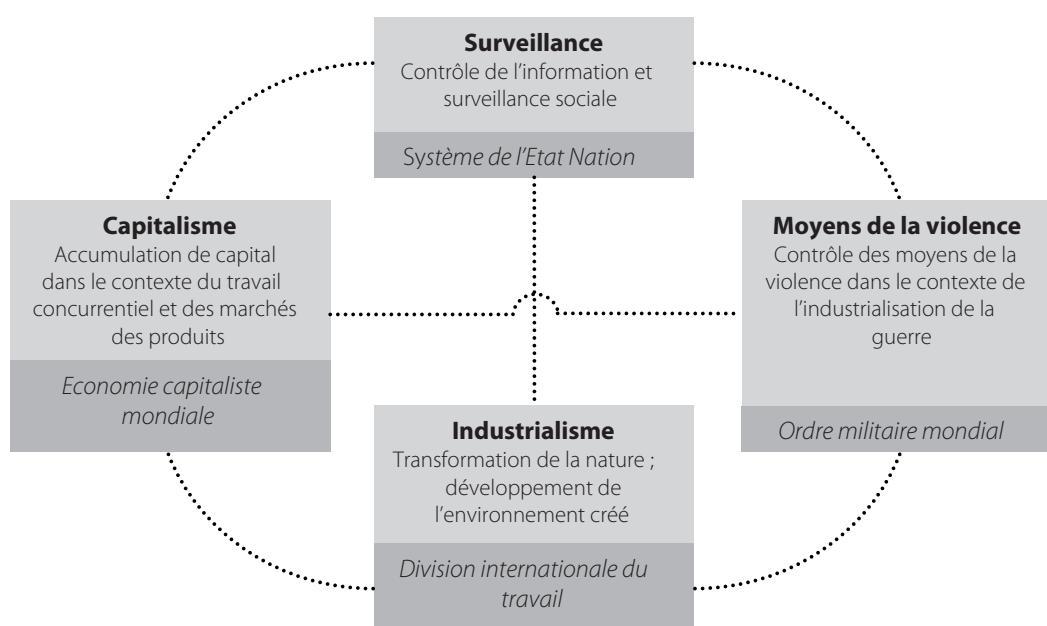 Surveillance
Contrôle de l’information et
surveillance sociale
Système de l’Etat Nation
Capitalisme
Accumulation de capital
dans le contexte du travail
concurrentiel et des marchés
des produits
Economie capitaliste
mondiale
Moyens de la violence
Contrôle des moyens de la
violence dans le contexte de
l’industrialisation de la
guerre
Ordre militaire mondial
Industrialisme
Transformation de la nature ;
développement de
l’environnement créé
Division internationale du
travail